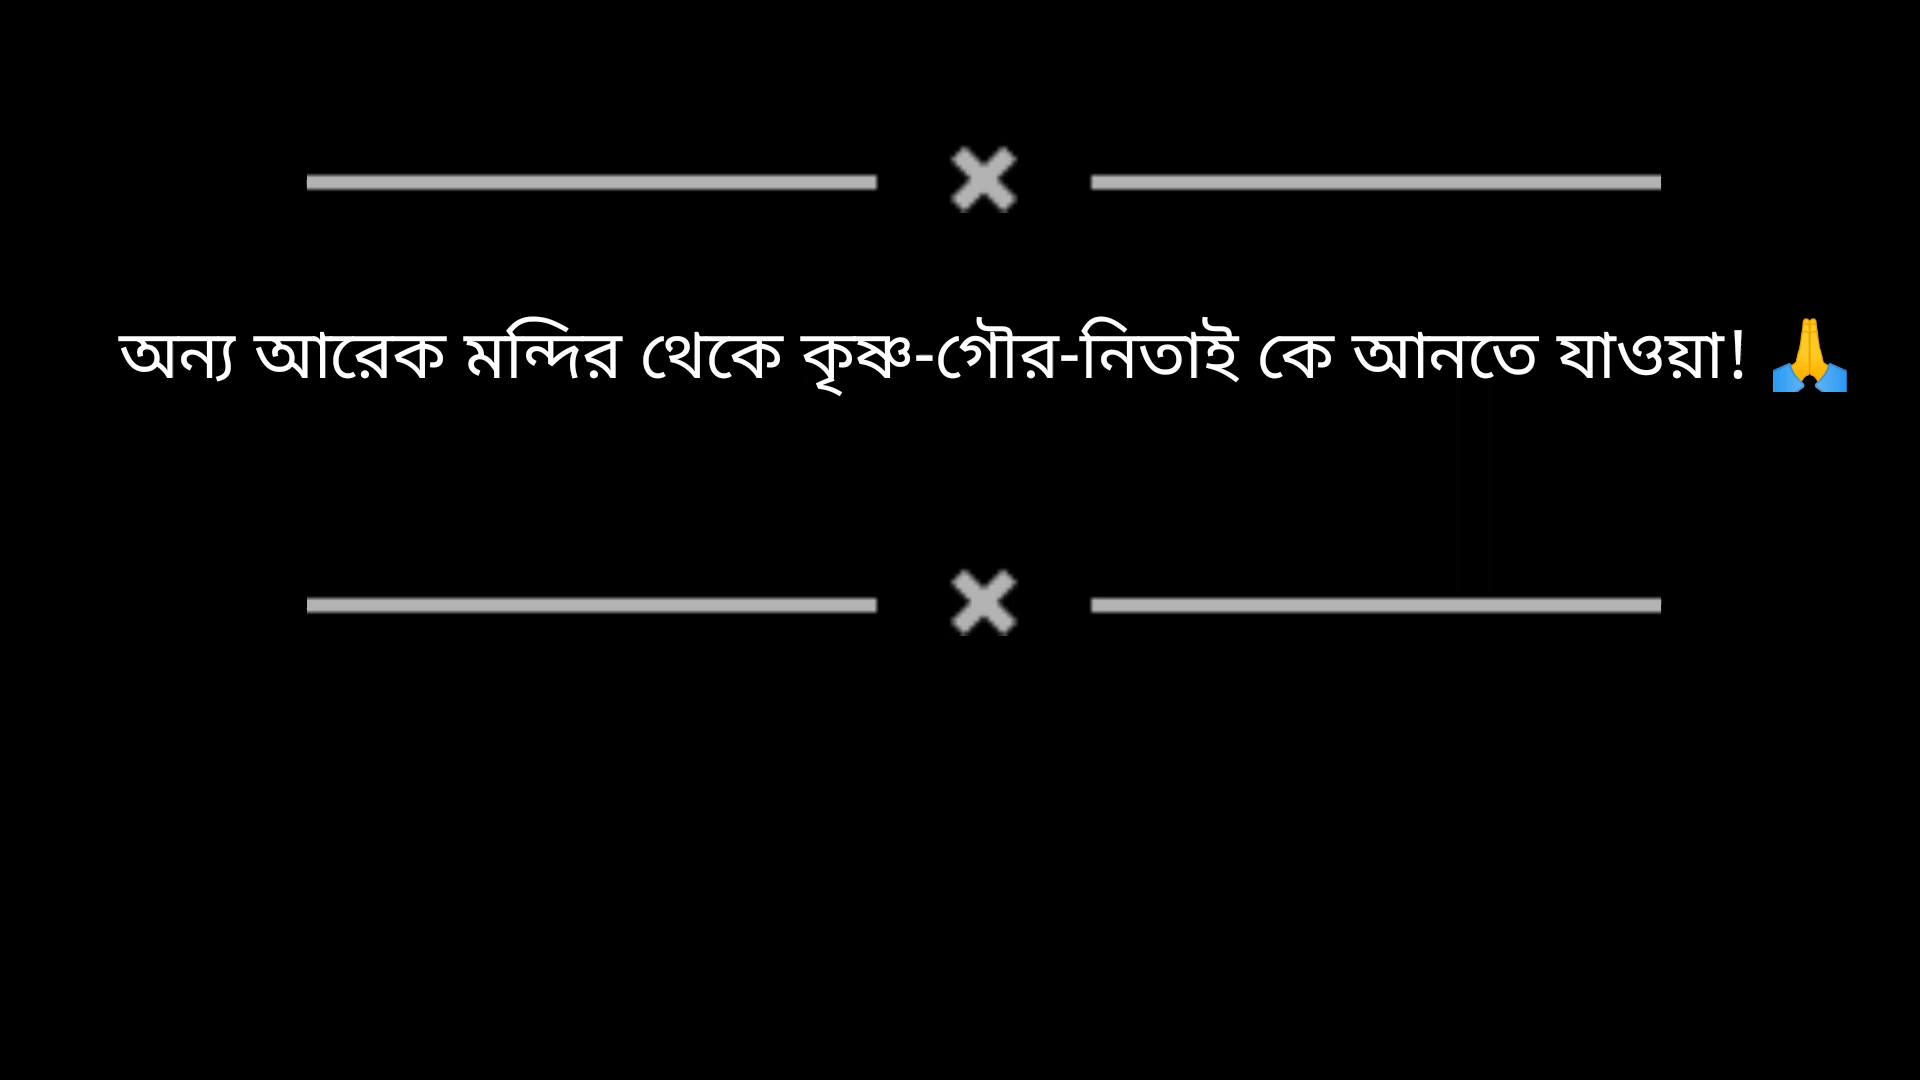 অন্য আরেক মন্দির থেকে কৃষ্ণ-গৌর-নিতাই কে আনতে যাওয়া! 🙏